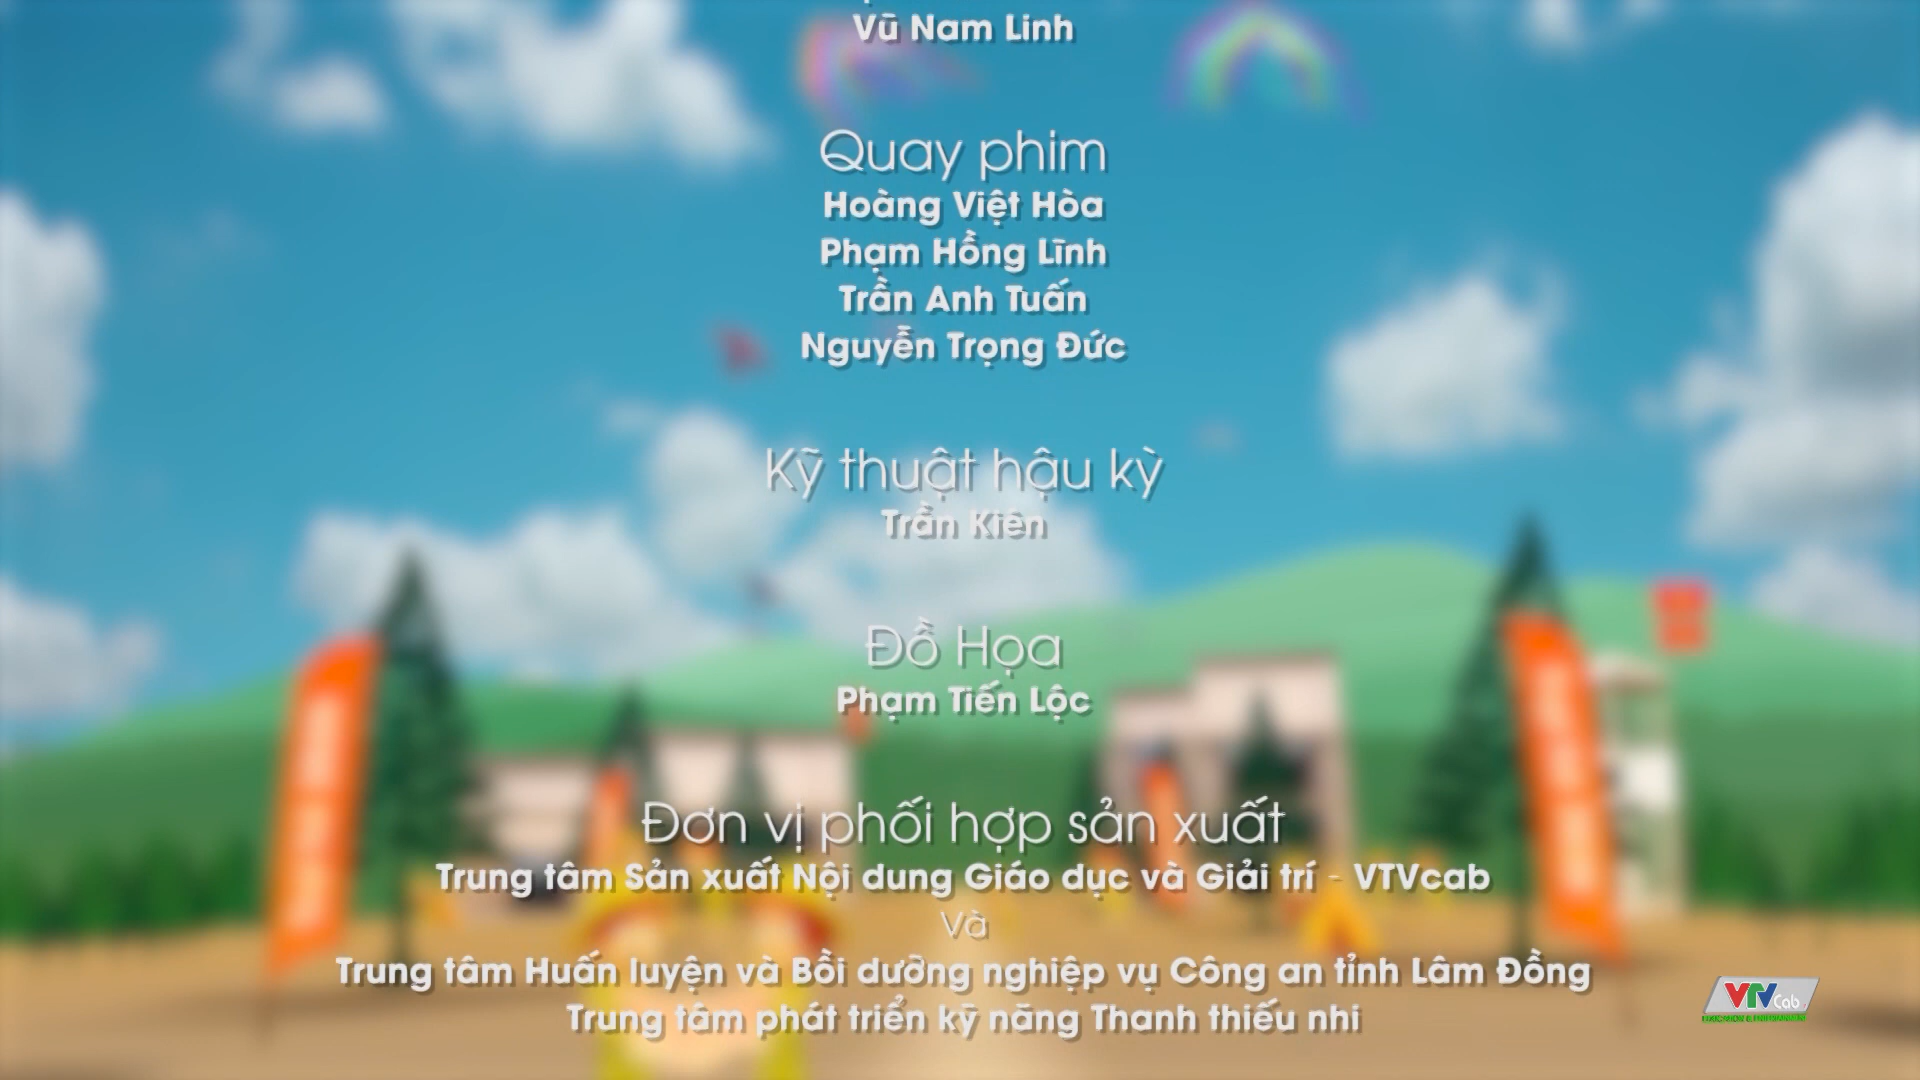 Vũ Nam Linh
Quay phim
Hoàng Việt Hòa
Phạm Hồng Lĩnh
Trần Anh Tuấn
Nguyễn Trọng Đức
Kỹ thuật hậu kỳ
Trần Kiên
Đồ Họa
Phạm Tiến Lộc
Đơn vị phối hợp sản xuất
Trung tâm Sản xuất Nội dung Giáo dục và Giải trí - VTVcab
Và
Trung tâm Huấn luyện và Bồi dưỡng nghiệp vụ Công an tỉnh Lâm Đồng
Trung tâm phát triển kỹ năng Thanh thiếu nhi
VTVCab
EDUCATION & ENTERTAINMENT